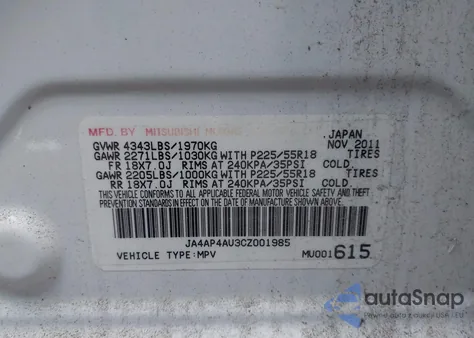 MFD. BY MITSUBISHI MOTORS JAPAN
GVWR 4343LBS/1970KG NOV 2011
GAWR 2271LBS/1030KG WITH P225/55R18 TIRES
FR 18X7.0J RIMS AT 240KPA/35PSI COLD
GAWR 2205LBS/1000KG WITH P225/55R18 TIRES
RR 18X7.0J RIMS AT 240KPA/35PSI COLD
THIS VEHICLE CONFORMS TO ALL APPLICABLE FEDERAL
MOTOR VEHICLE SAFETY, BUMPER, AND THEFT
PREVENTION STANDARDS IN EFFECT ON THE DATE OF
MANUFACTURE SHOWN ABOVE.
JA4AP4AU3CZ001985
VEHICLE TYPE:MPV MU001615
autoSnap